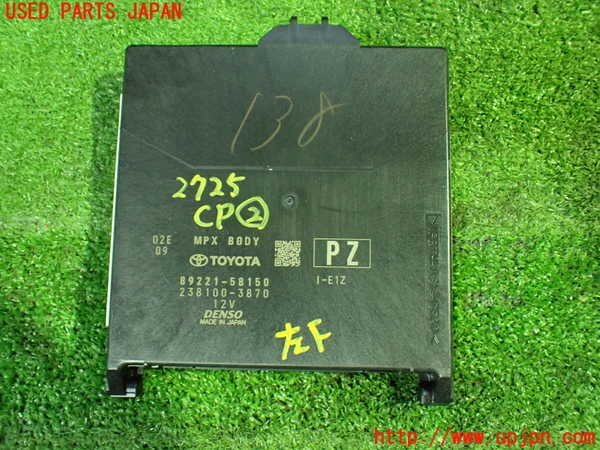 USED PARTS JAPAN
138
2725
CP②
02E MPX BODY
09
TOYOTA
PZ
89221-58150
I-E1Z
238100-3870
12V
DENSO
MADE IN JAPAN
左F
http://www.upjpn.com/